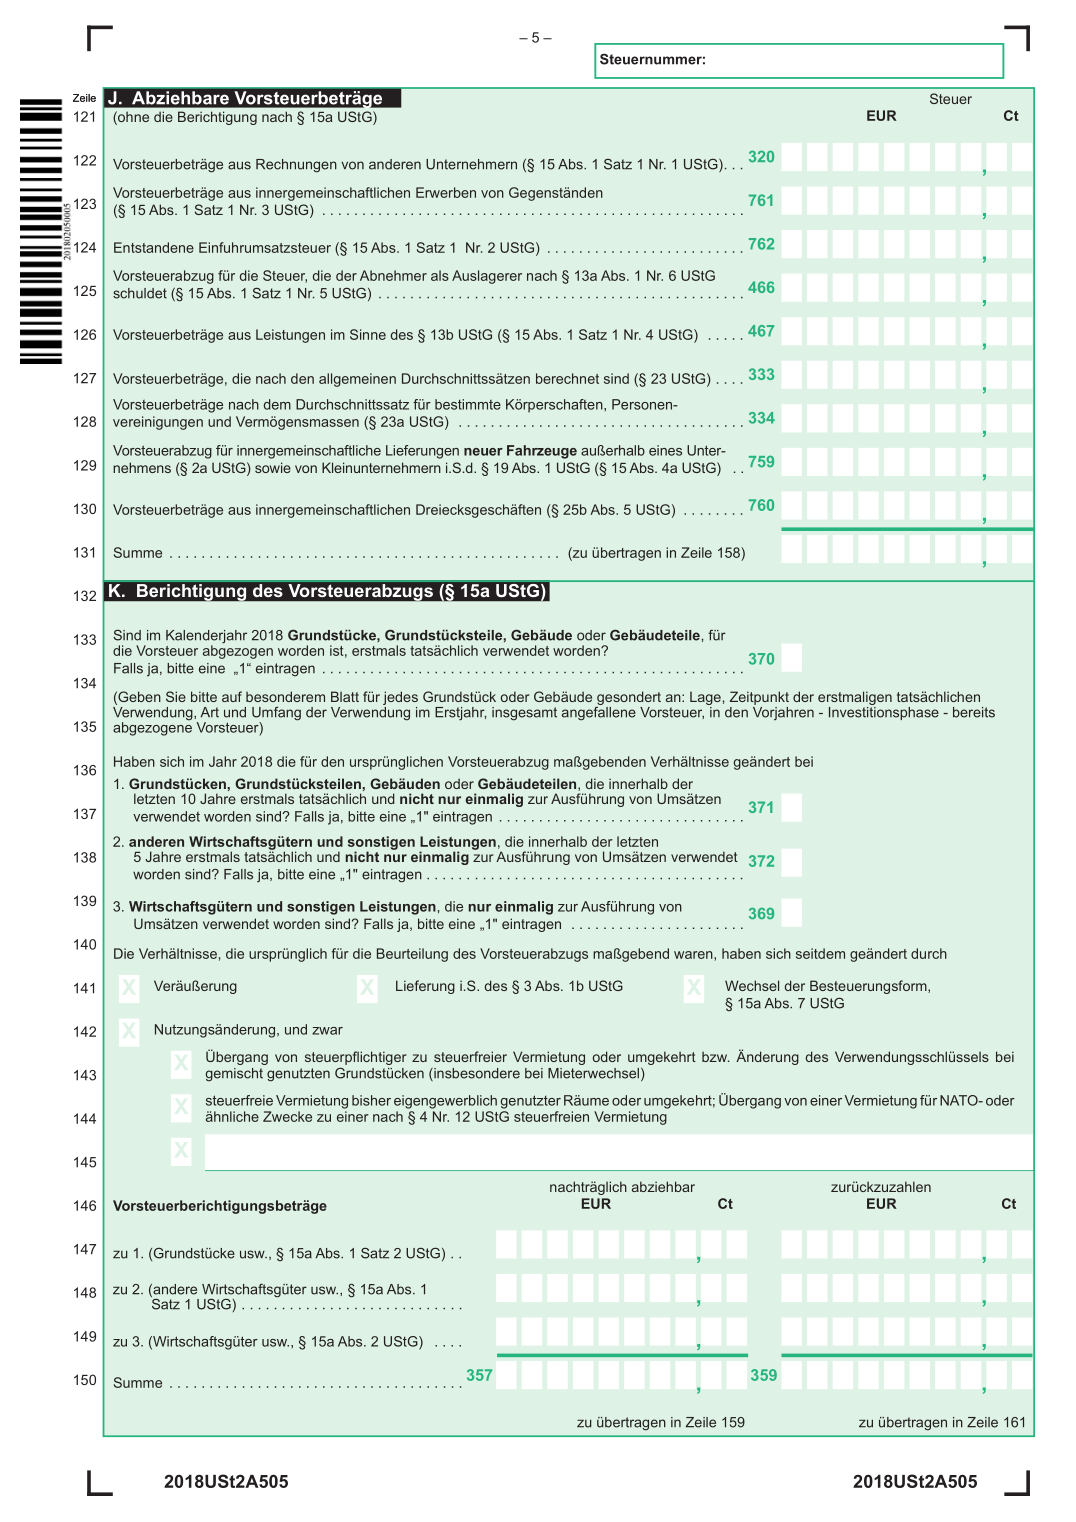 – 5 –
Steuernummer:
Zeile J. Abziehbare Vorsteuerbeträge Steuer
121 (ohne die Berichtigung nach § 15a UStG) EUR Ct
122 Vorsteuerbeträge aus Rechnungen von anderen Unternehmern (§ 15 Abs. 1 Satz 1 Nr. 1 UStG). . . 320 ,
Vorsteuerbeträge aus innergemeinschaftlichen Erwerben von Gegenständen
123 (§ 15 Abs. 1 Satz 1 Nr. 3 UStG) . . . . . . . . . . . . . . . . . . . . . . . . . . . . . . . . . . . . . . . . . . . . . . . . . . . . . 761 ,
201802050005
124 Entstandene Einfuhrumsatzsteuer (§ 15 Abs. 1 Satz 1 Nr. 2 UStG) . . . . . . . . . . . . . . . . . . . . . . . . . 762 ,
Vorsteuerabzug für die Steuer, die der Abnehmer als Auslagerer nach § 13a Abs. 1 Nr. 6 UStG
125 schuldet (§ 15 Abs. 1 Satz 1 Nr. 5 UStG) . . . . . . . . . . . . . . . . . . . . . . . . . . . . . . . . . . . . . . . . . . . . . . 466 ,
126 Vorsteuerbeträge aus Leistungen im Sinne des § 13b UStG (§ 15 Abs. 1 Satz 1 Nr. 4 UStG) . . . . . 467 ,
127 Vorsteuerbeträge, die nach den allgemeinen Durchschnittssätzen berechnet sind (§ 23 UStG) . . . . 333 ,
Vorsteuerbeträge nach dem Durchschnittssatz für bestimmte Körperschaften, Personen-
128 vereinigungen und Vermögensmassen (§ 23a UStG) . . . . . . . . . . . . . . . . . . . . . . . . . . . . . . . . . . . . 334 ,
Vorsteuerabzug für innergemeinschaftliche Lieferungen neuer Fahrzeuge außerhalb eines Unter-
129 nehmens (§ 2a UStG) sowie von Kleinunternehmern i.S.d. § 19 Abs. 1 UStG (§ 15 Abs. 4a UStG) . . 759 ,
130 Vorsteuerbeträge aus innergemeinschaftlichen Dreiecksgeschäften (§ 25b Abs. 5 UStG) . . . . . . . . 760 ,
131 Summe . . . . . . . . . . . . . . . . . . . . . . . . . . . . . . . . . . . . . . . . . . . . . . . . . (zu übertragen in Zeile 158) ,
132 K. Berichtigung des Vorsteuerabzugs (§ 15a UStG)
133 Sind im Kalenderjahr 2018 Grundstücke, Grundstücksteile, Gebäude oder Gebäudeteile, für
die Vorsteuer abgezogen worden ist, erstmals tatsächlich verwendet worden?
Falls ja, bitte eine „1“ eintragen . . . . . . . . . . . . . . . . . . . . . . . . . . . . . . . . . . . . . . . . . . . . . . . . . . . . . 370
134
(Geben Sie bitte auf besonderem Blatt für jedes Grundstück oder Gebäude gesondert an: Lage, Zeitpunkt der erstmaligen tatsächlichen
Verwendung, Art und Umfang der Verwendung im Erstjahr, insgesamt angefallene Vorsteuer, in den Vorjahren - Investitionsphase - bereits
135 abgezogene Vorsteuer)
136 Haben sich im Jahr 2018 die für den ursprünglichen Vorsteuerabzug maßgebenden Verhältnisse geändert bei
1. Grundstücken, Grundstücksteilen, Gebäuden oder Gebäudeteilen, die innerhalb der
letzten 10 Jahre erstmals tatsächlich und nicht nur einmalig zur Ausführung von Umsätzen
137 verwendet worden sind? Falls ja, bitte eine „1" eintragen . . . . . . . . . . . . . . . . . . . . . . . . . . . . . . . 371
2. anderen Wirtschaftsgütern und sonstigen Leistungen, die innerhalb der letzten
138 5 Jahre erstmals tatsächlich und nicht nur einmalig zur Ausführung von Umsätzen verwendet 372
worden sind? Falls ja, bitte eine „1" eintragen . . . . . . . . . . . . . . . . . . . . . . . . . . . . . . . . . . . . . . . .
139 3. Wirtschaftsgütern und sonstigen Leistungen, die nur einmalig zur Ausführung von
Umsätzen verwendet worden sind? Falls ja, bitte eine „1" eintragen . . . . . . . . . . . . . . . . . . . . . . 369
140
Die Verhältnisse, die ursprünglich für die Beurteilung des Vorsteuerabzugs maßgebend waren, haben sich seitdem geändert durch
141 X Veräußerung X Lieferung i.S. des § 3 Abs. 1b UStG X Wechsel der Besteuerungsform,
§ 15a Abs. 7 UStG
142 X Nutzungsänderung, und zwar
X Übergang von steuerpflichtiger zu steuerfreier Vermietung oder umgekehrt bzw. Änderung des Verwendungsschlüssels bei
143 gemischt genutzten Grundstücken (insbesondere bei Mieterwechsel)
X steuerfreie Vermietung bisher eigengewerblich genutzter Räume oder umgekehrt; Übergang von einer Vermietung für NATO- oder
144 ähnliche Zwecke zu einer nach § 4 Nr. 12 UStG steuerfreien Vermietung
145 X
nachträglich abziehbar zurückzuzahlen
146 Vorsteuerberichtigungsbeträge EUR Ct EUR Ct
147 zu 1. (Grundstücke usw., § 15a Abs. 1 Satz 2 UStG) . . , ,
148 zu 2. (andere Wirtschaftsgüter usw., § 15a Abs. 1
Satz 1 UStG) . . . . . . . . . . . . . . . . . . . . . . . . . . . . , ,
149 zu 3. (Wirtschaftsgüter usw., § 15a Abs. 2 UStG) . . . . , ,
150 Summe . . . . . . . . . . . . . . . . . . . . . . . . . . . . . . . . . . . . . 357 , 359 ,
zu übertragen in Zeile 159 zu übertragen in Zeile 161
2018USt2A505 2018USt2A505